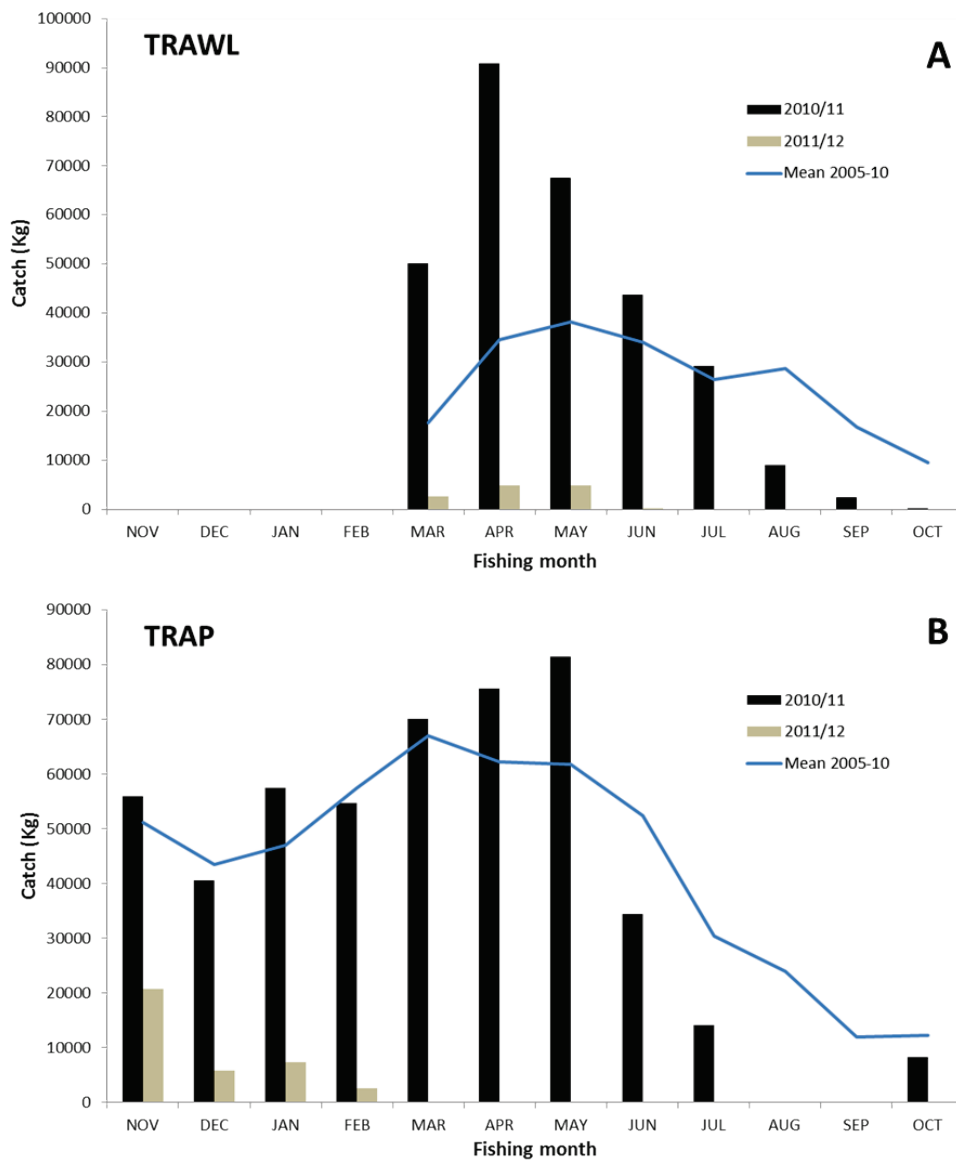 TRAWL
A
100000
90000
80000
70000
60000
50000
40000
30000
20000
10000
0
Catch (Kg)
2010/11
2011/12
Mean 2005-10
NOV DEC JAN FEB MAR APR MAY JUN JUL AUG SEP OCT
Fishing month
TRAP
B
90000
80000
70000
60000
50000
40000
30000
20000
10000
0
Catch (Kg)
2010/11
2011/12
Mean 2005-10
NOV DEC JAN FEB MAR APR MAY JUN JUL AUG SEP OCT
Fishing month